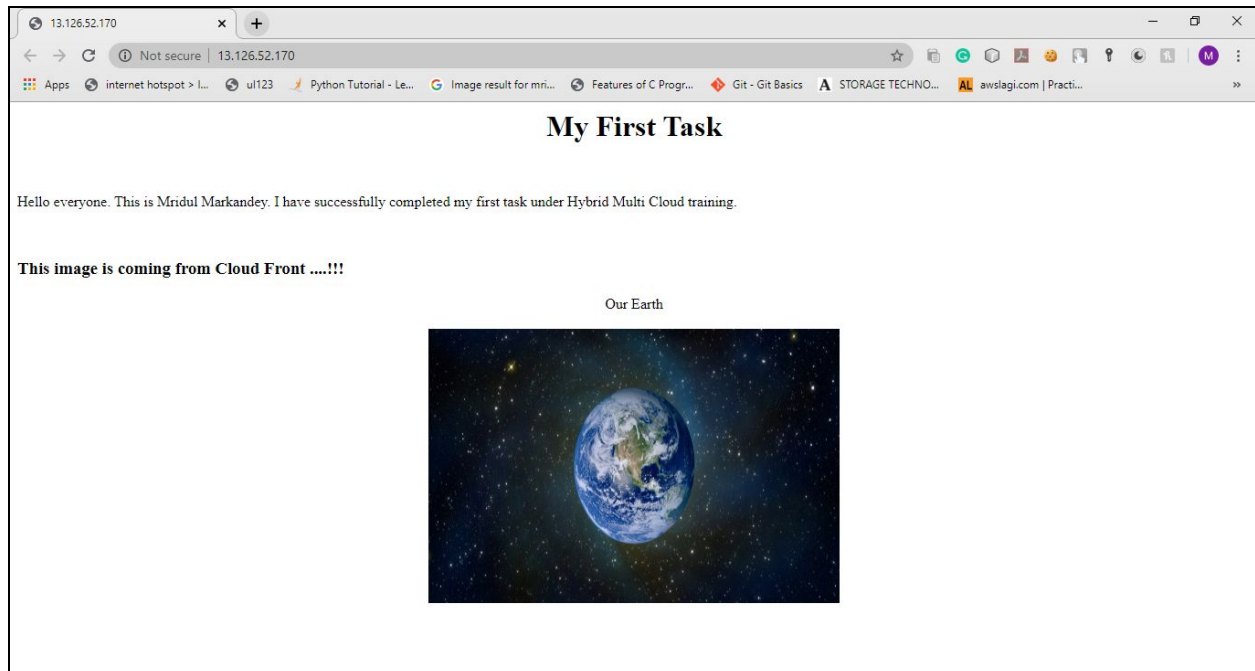 13.126.52.170
Not secure | 13.126.52.170
M
Apps internet hotspot > I... ul123 Python Tutorial - Le... G Image result for mri... Features of C Progr... Git - Git Basics A STORAGE TECHNO... AL awslagi.com | Practi... »
My First Task
Hello everyone. This is Mridul Markandey. I have successfully completed my first task under Hybrid Multi Cloud training.
This image is coming from Cloud Front ....!!!
Our Earth